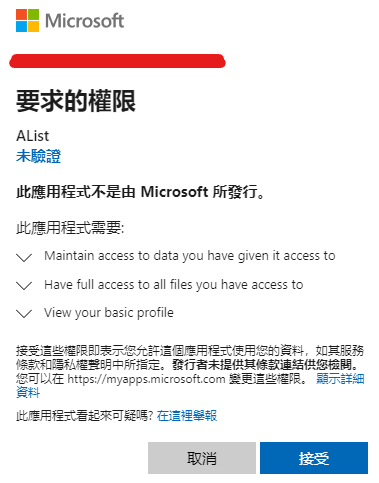 Microsoft
要求的權限
AList
未驗證
此應用程式不是由 Microsoft 所發行。
此應用程式需要:
Maintain access to data you have given it access to
Have full access to all files you have access to
View your basic profile
接受這些權限即表示您允許這個應用程式使用您的資料，如其服務
條款和隱私權聲明中所指定。發行者未提供其條款連結供您檢閱。
您可以在 https://myapps.microsoft.com 變更這些權限。 顯示詳細
資料
此應用程式看起來可疑嗎? 在這裡舉報
取消
接受